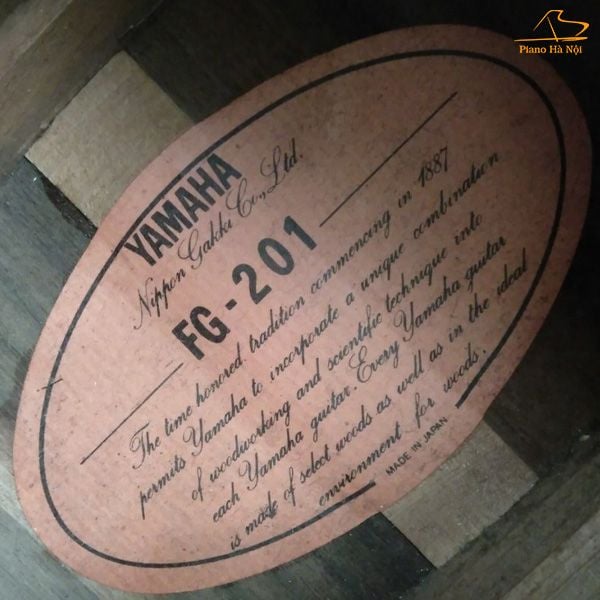 Piano Hà Nội
YAMAHA
Nippon Gakki Co., Ltd.
FG-201
The time honored tradition commencing in 1887
permits Yamaha to incorporate a unique combination
of woodworking and scientific technique into
each Yamaha guitar. Every Yamaha guitar
is made of select woods as well as in the ideal
environment for woods.
MADE IN JAPAN